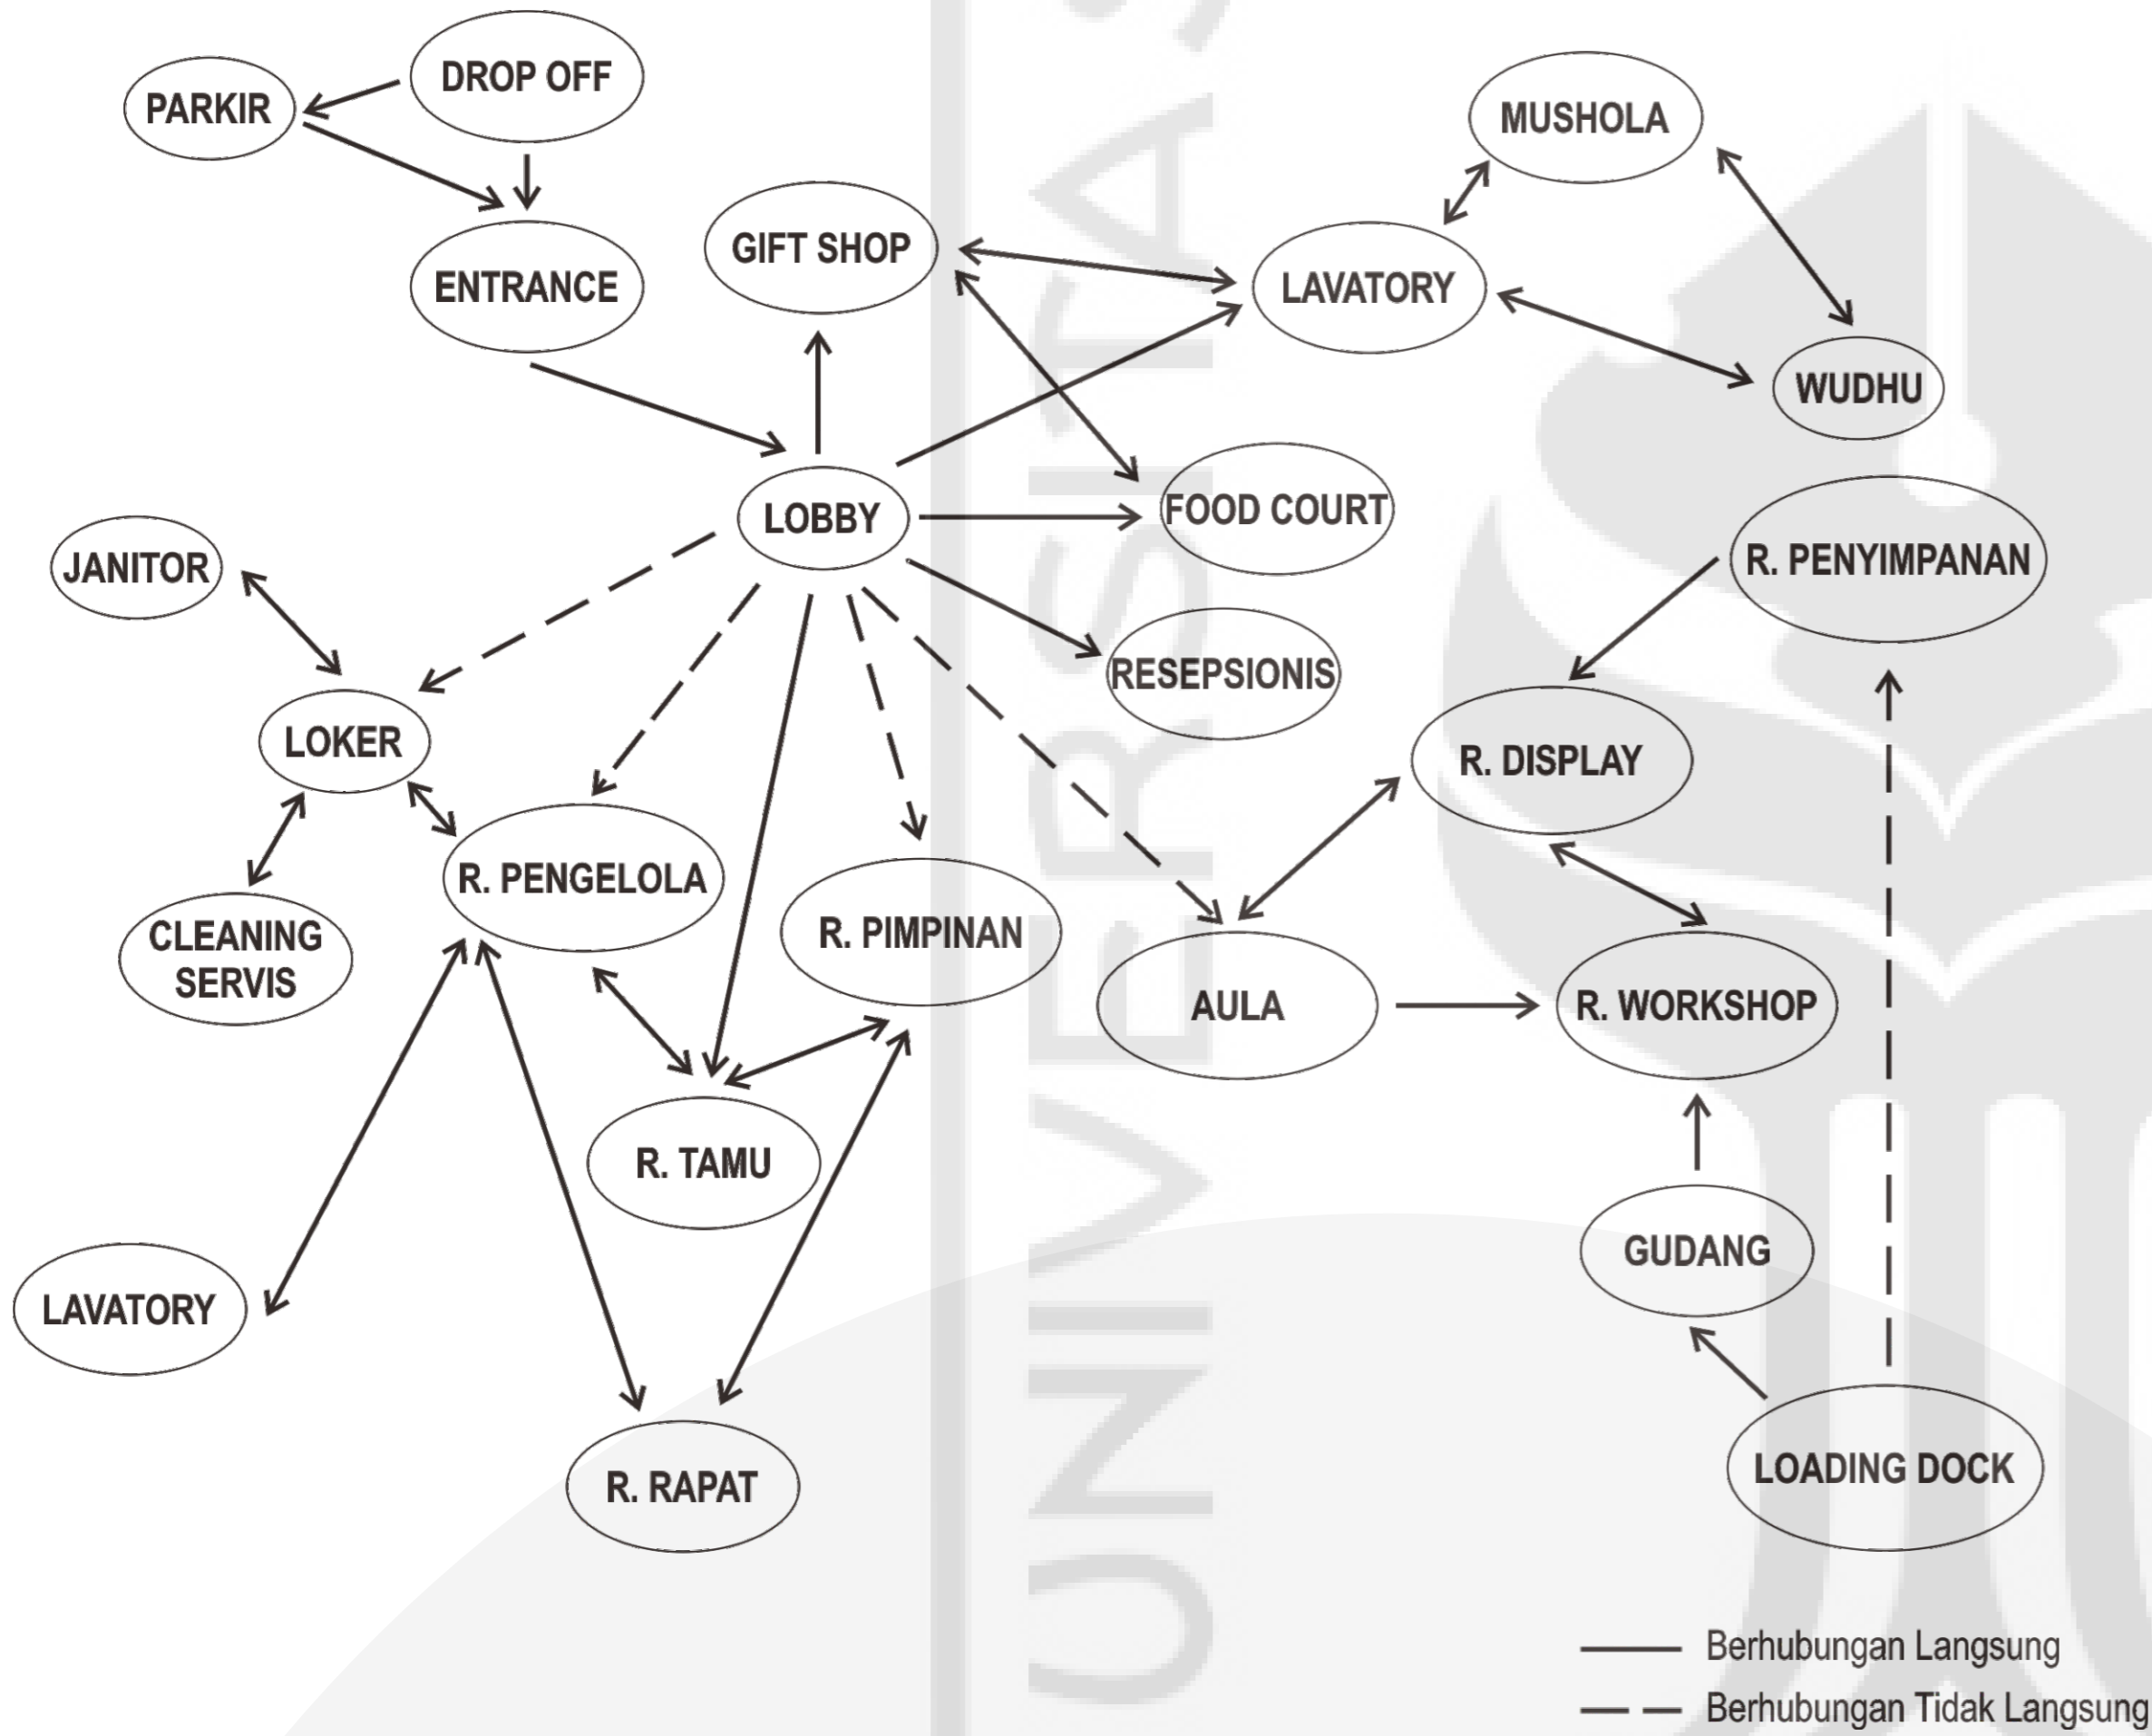 DROP OFF
PARKIR
MUSHOLA
GIFT SHOP
ENTRANCE
LAVATORY
WUDHU
LOBBY
FOOD COURT
JANITOR
R. PENYIMPANAN
RESEPSIONIS
LOKER
R. DISPLAY
R. PENGELOLA
R. PIMPINAN
CLEANING
SERVIS
AULA
R. WORKSHOP
R. TAMU
GUDANG
LAVATORY
LOADING DOCK
R. RAPAT
Berhubungan Langsung
Berhubungan Tidak Langsung
UNIVERSITAS